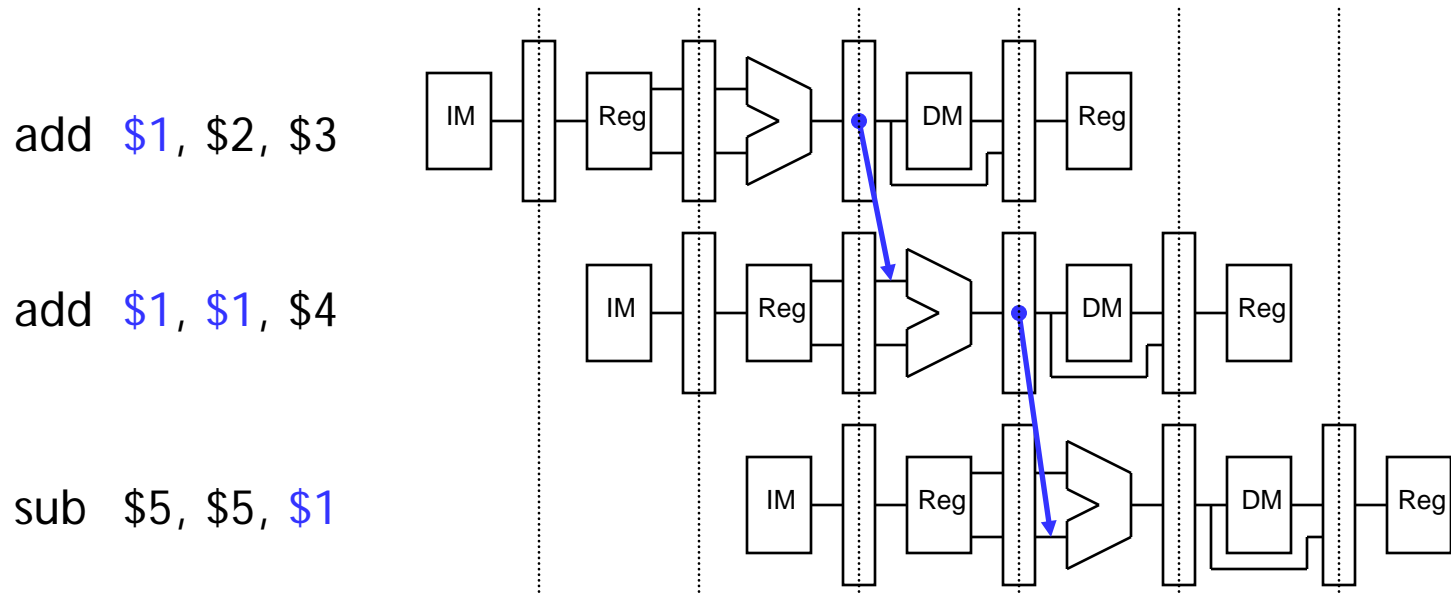 add $1, $2, $3 IM Reg DM Reg
add $1, $1, $4 IM Reg DM Reg
sub $5, $5, $1 IM Reg DM Reg